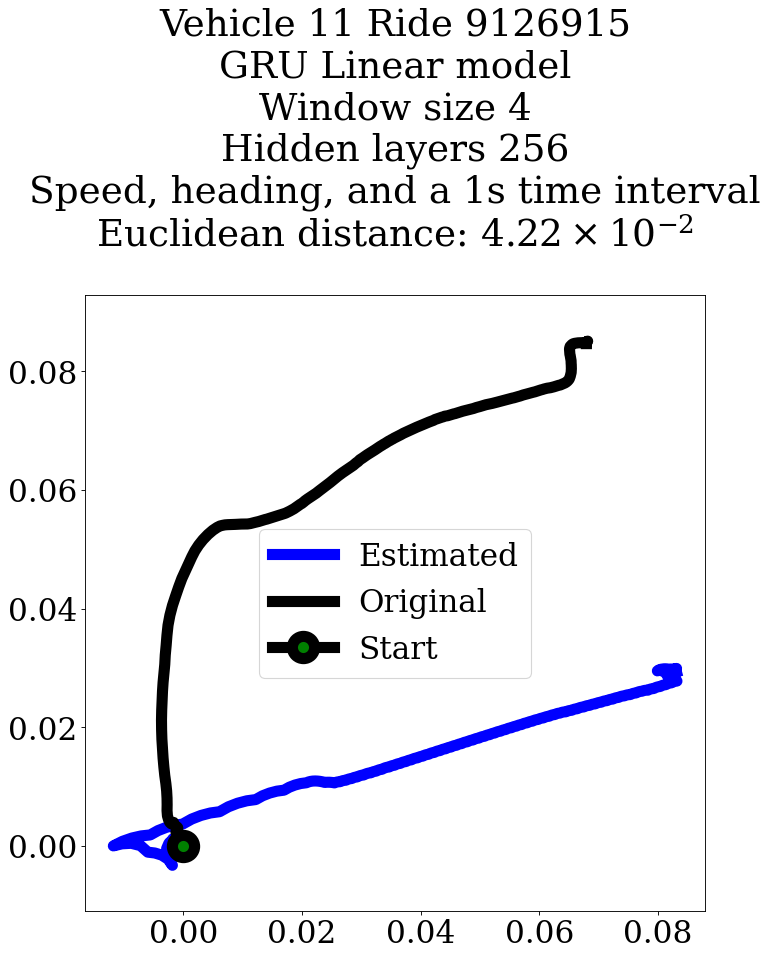 Vehicle 11 Ride 9126915
GRU Linear model
Window size 4
Hidden layers 256
Speed, heading, and a 1s time interval
Euclidean distance: 4.22 × 10⁻²
0.08
0.06
0.04
0.02
0.00
Estimated
Original
Start
0.00 0.02 0.04 0.06 0.08